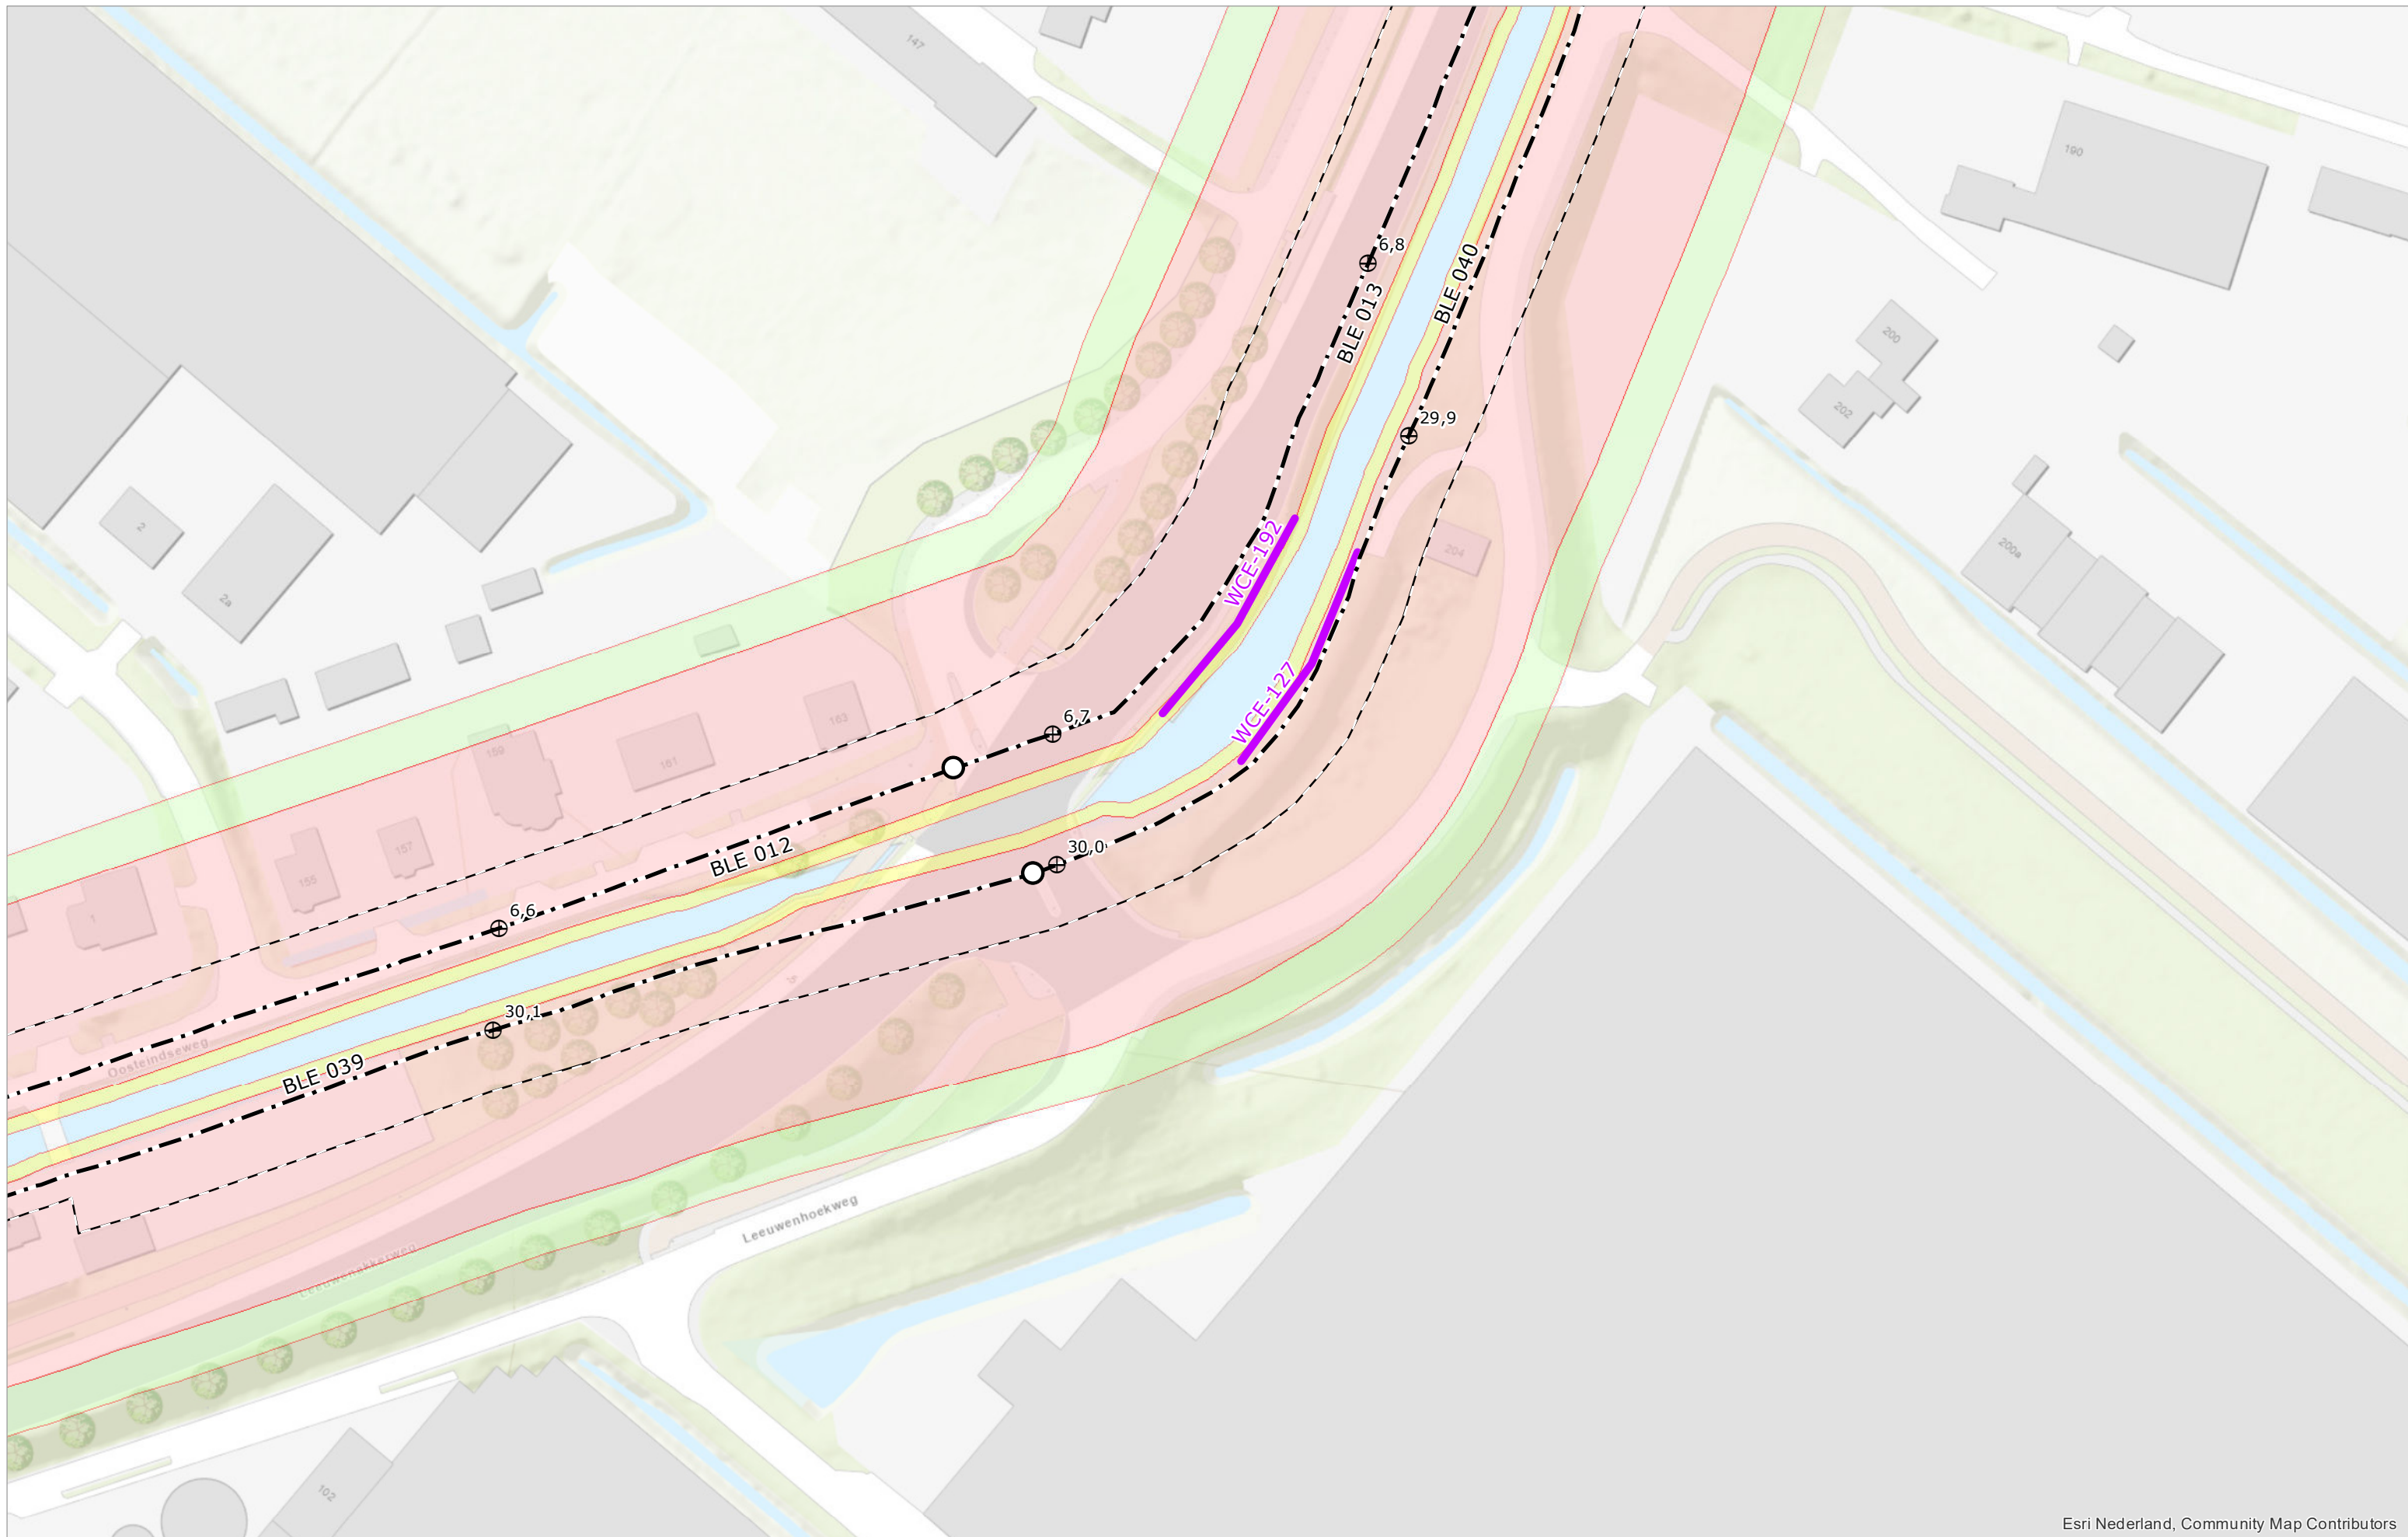 147
190
6,8
BLE 013
BLE 040
200
202
29,9
2
2a
WCE-192
204
200a
WCE-127
6,7
163
159
161
BLE 012
157
155
30,0
1
6,6
30,1
Oosteindseweg
BLE 039
Leeuwenhoekweg
Leeuwenakkerweg
102
Esri Nederland, Community Map Contributors